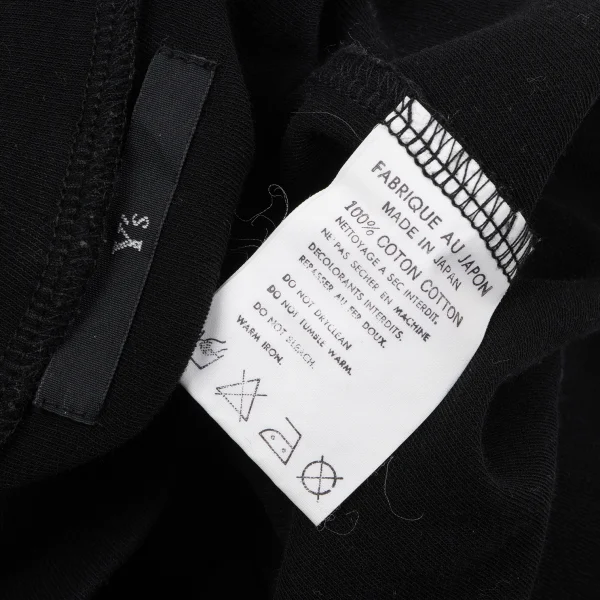 Y's
FABRIQUE AU JAPON
MADE IN JAPAN
100% COTON COTTON
NETTOYAGE A SEC INTERDIT.
NE PAS SECHER EN MACHINE
DECOLORANTS INTERDITS.
REPASSER AU FER DOUX.
DO NOT DRYCLEAN
DO NOT TUMBLE WARM.
DO NOT BLEACH.
WARM IRON.